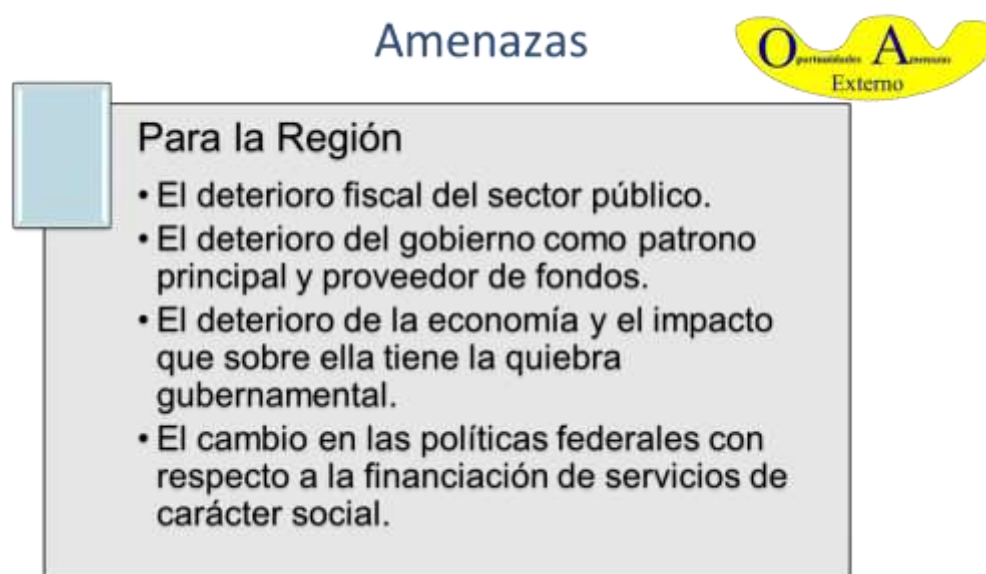 Amenazas
Oportunidades Amenazas
Externo
Para la Región
• El deterioro fiscal del sector público.
• El deterioro del gobierno como patrono
principal y proveedor de fondos.
• El deterioro de la economía y el impacto
que sobre ella tiene la quiebra
gubernamental.
• El cambio en las políticas federales con
respecto a la financiación de servicios de
carácter social.